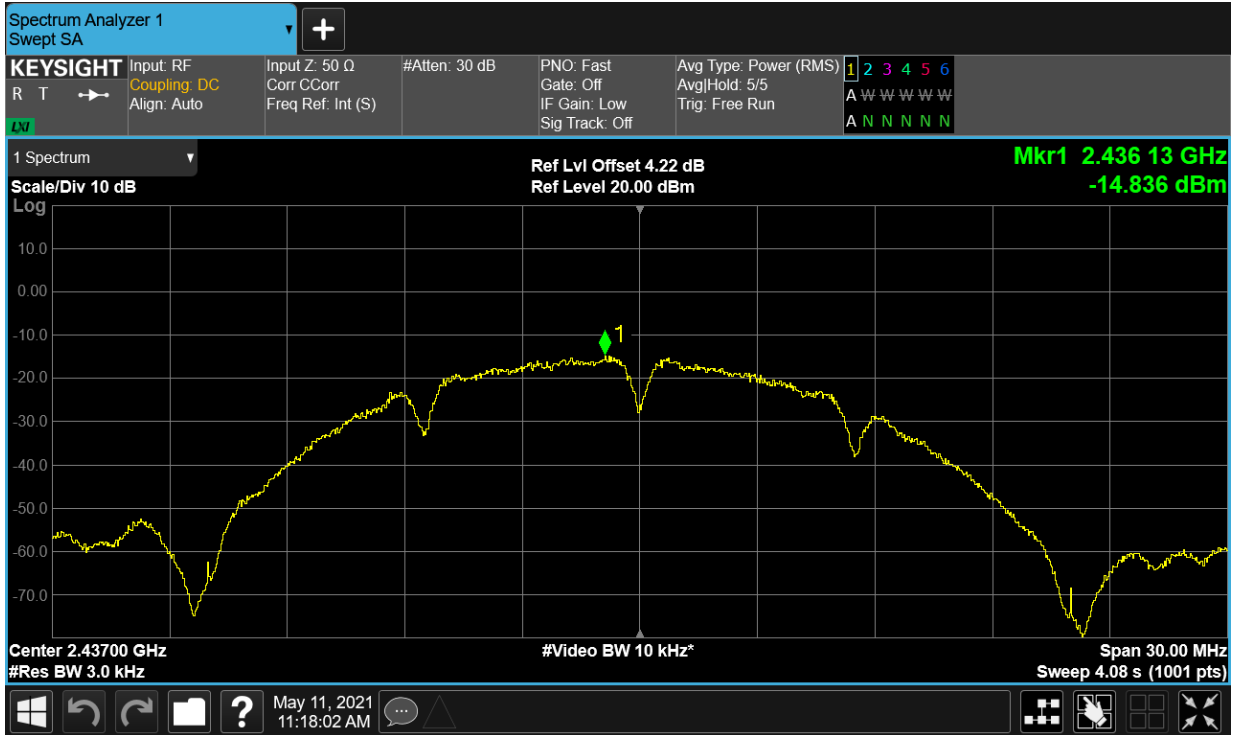 Spectrum Analyzer 1
Swept SA
+
KEYSIGHT
R T
LXI
Input: RF
Coupling: DC
Align: Auto
Input Z: 50 Ω
Corr CCorr
Freq Ref: Int (S)
#Atten: 30 dB
PNO: Fast
Gate: Off
IF Gain: Low
Sig Track: Off
Avg Type: Power (RMS)
Avg|Hold: 5/5
Trig: Free Run
1 2 3 4 5 6
A W W W W W
A N N N N N
1 Spectrum
Scale/Div 10 dB
Log
Ref Lvl Offset 4.22 dB
Ref Level 20.00 dBm
Mkr1 2.436 13 GHz
-14.836 dBm
10.0
0.00
-10.0
-20.0
-30.0
-40.0
-50.0
-60.0
-70.0
1
Center 2.43700 GHz
#Res BW 3.0 kHz
#Video BW 10 kHz*
Span 30.00 MHz
Sweep 4.08 s (1001 pts)
?
May 11, 2021
11:18:02 AM